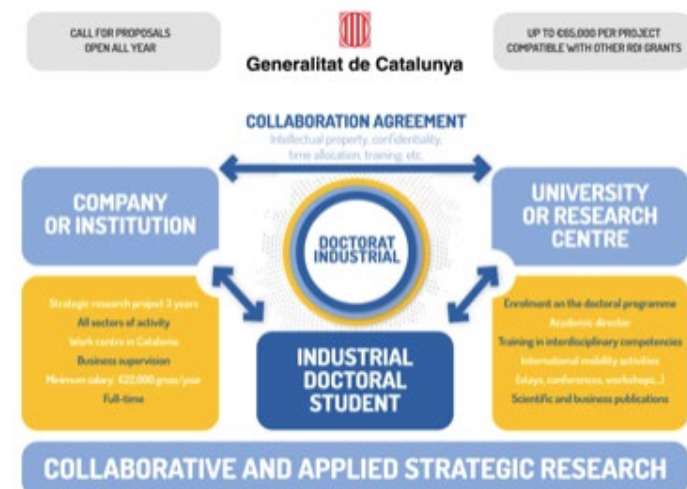 CALL FOR PROPOSALS
OPEN ALL YEAR
Generalitat de Catalunya
UP TO €65,000 PER PROJECT
COMPATIBLE WITH OTHER RDI GRANTS
COLLABORATION AGREEMENT
Intellectual property, confidentiality,
time allocation, training, etc.
COMPANY
OR INSTITUTION
DOCTORAT
INDUSTRIAL
UNIVERSITY
OR RESEARCH
CENTRE
Strategic research project 3 years
All sectors of activity
Work centre in Catalonia
Business supervision
Minimum salary: €22,000 gross/year
Full-time
INDUSTRIAL
DOCTORAL
STUDENT
Enrolment on the doctoral programme
Academic director
Training in interdisciplinary competencies
International mobility activities
(stays, conferences, workshops...)
Scientific and business publications
COLLABORATIVE AND APPLIED STRATEGIC RESEARCH